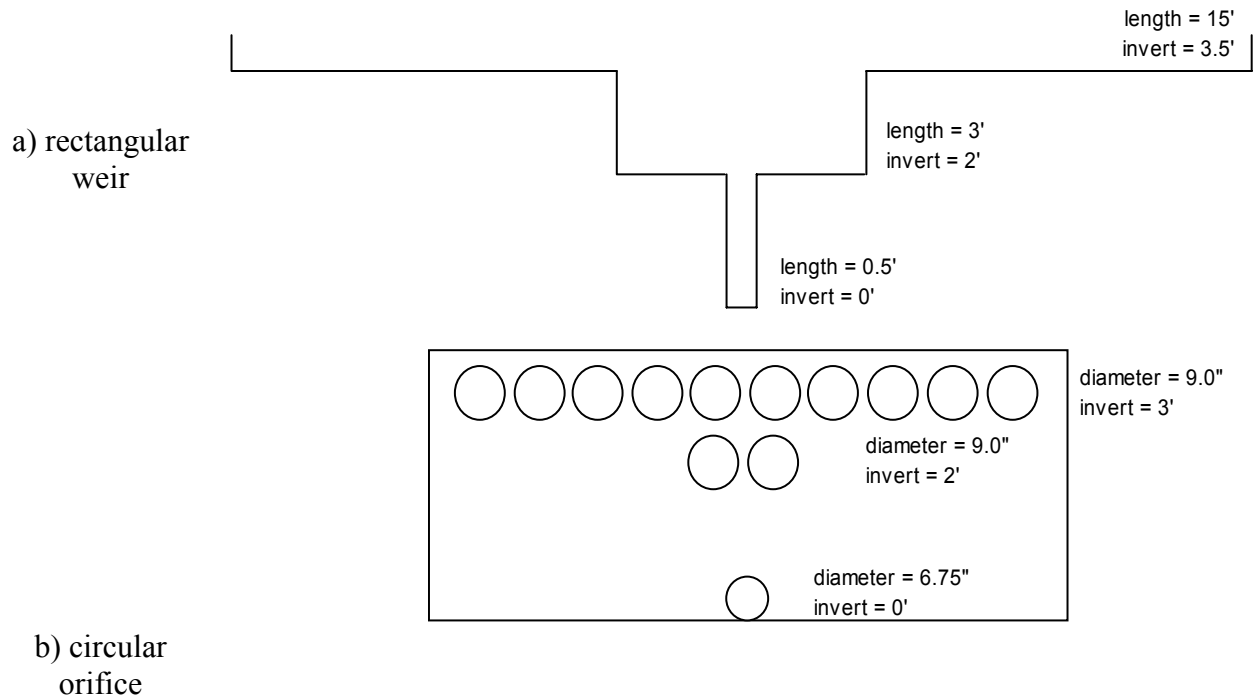 length = 15'
invert = 3.5'
a) rectangular
weir
length = 3'
invert = 2'
length = 0.5'
invert = 0'
diameter = 9.0"
invert = 3'
diameter = 9.0"
invert = 2'
diameter = 6.75"
invert = 0'
b) circular
orifice